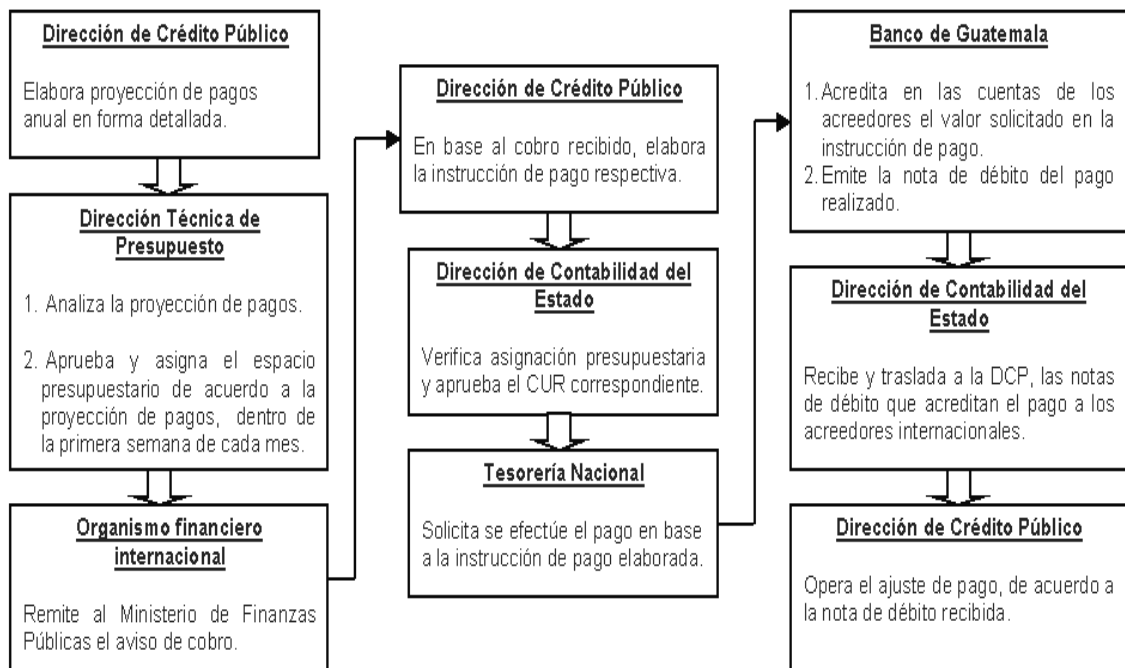 Dirección de Crédito Público
Elabora proyección de pagos
anual en forma detallada.
Dirección Técnica de
Presupuesto
1. Analiza la proyección de pagos.
2. Aprueba y asigna el espacio
presupuestario de acuerdo a la
proyección de pagos, dentro de
la primera semana de cada mes.
Organismo financiero
internacional
Remite al Ministerio de Finanzas
Públicas el aviso de cobro.
Dirección de Crédito Público
En base al cobro recibido, elabora
la instrucción de pago respectiva.
Dirección de Contabilidad del
Estado
Verifica asignación presupuestaria
y aprueba el CUR correspondiente.
Tesorería Nacional
Solicita se efectúe el pago en base
a la instrucción de pago elaborada.
Banco de Guatemala
1. Acredita en las cuentas de los
acreedores el valor solicitado en la
instrucción de pago.
2. Emite la nota de débito del pago
realizado.
Dirección de Contabilidad del
Estado
Recibe y traslada a la DCP, las notas
de débito que acreditan el pago a los
acreedores internacionales.
Dirección de Crédito Público
Opera el ajuste de pago, de acuerdo a
la nota de débito recibida.